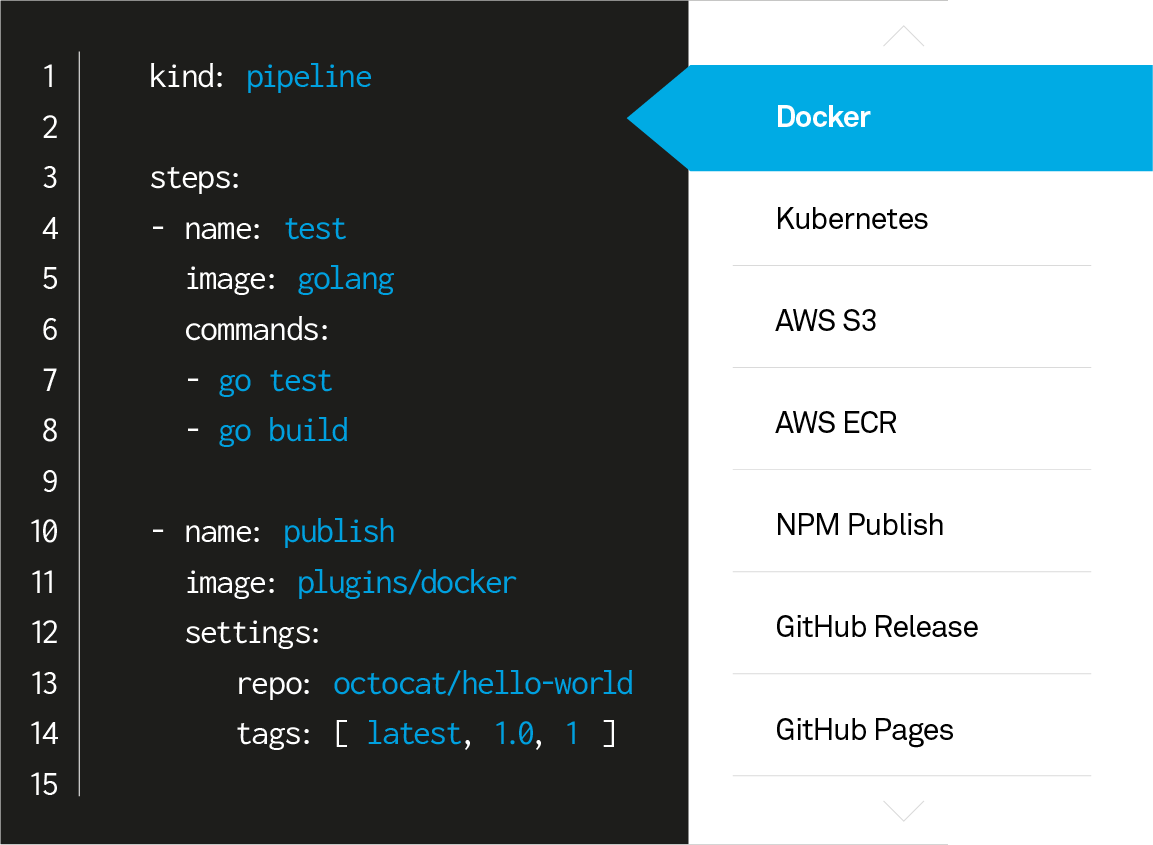 1 kind: pipeline
2
3 steps:
4 - name: test
5 image: golang
6 commands:
7 - go test
8 - go build
9
10 - name: publish
11 image: plugins/docker
12 settings:
13 repo: octocat/hello-world
14 tags: [ latest, 1.0, 1 ]
15
Docker
Kubernetes
AWS S3
AWS ECR
NPM Publish
GitHub Release
GitHub Pages